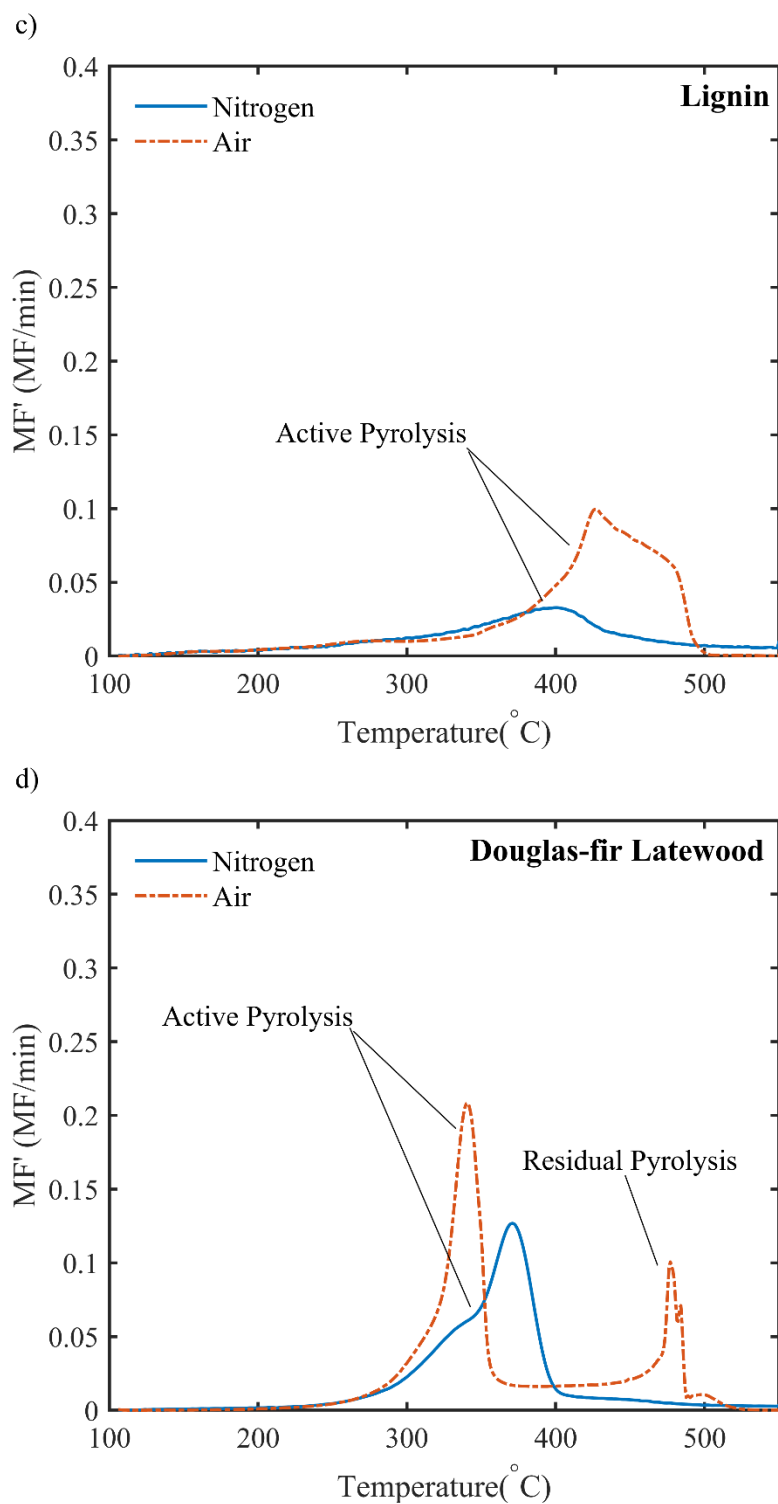 c)
0.4
0.35
0.3
0.25
0.2
0.15
0.1
0.05
0
Nitrogen
Air
Lignin
Active Pyrolysis
MF' (MF/min)
100 200 300 400 500
Temperature(°C)
d)
0.4
0.35
0.3
0.25
0.2
0.15
0.1
0.05
0
Nitrogen
Air
Douglas-fir Latewood
Active Pyrolysis
Residual Pyrolysis
MF' (MF/min)
100 200 300 400 500
Temperature(°C)